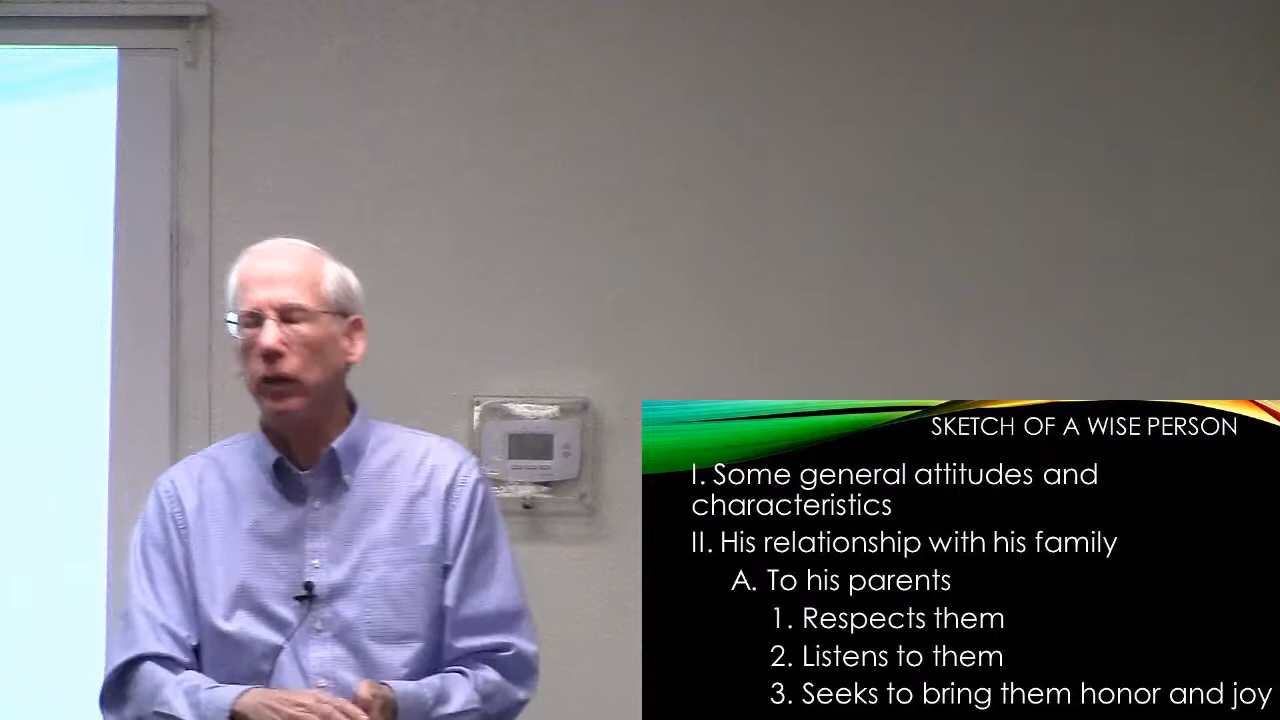 SKETCH OF A WISE PERSON
I. Some general attitudes and
characteristics
II. His relationship with his family
A. To his parents
1. Respects them
2. Listens to them
3. Seeks to bring them honor and joy